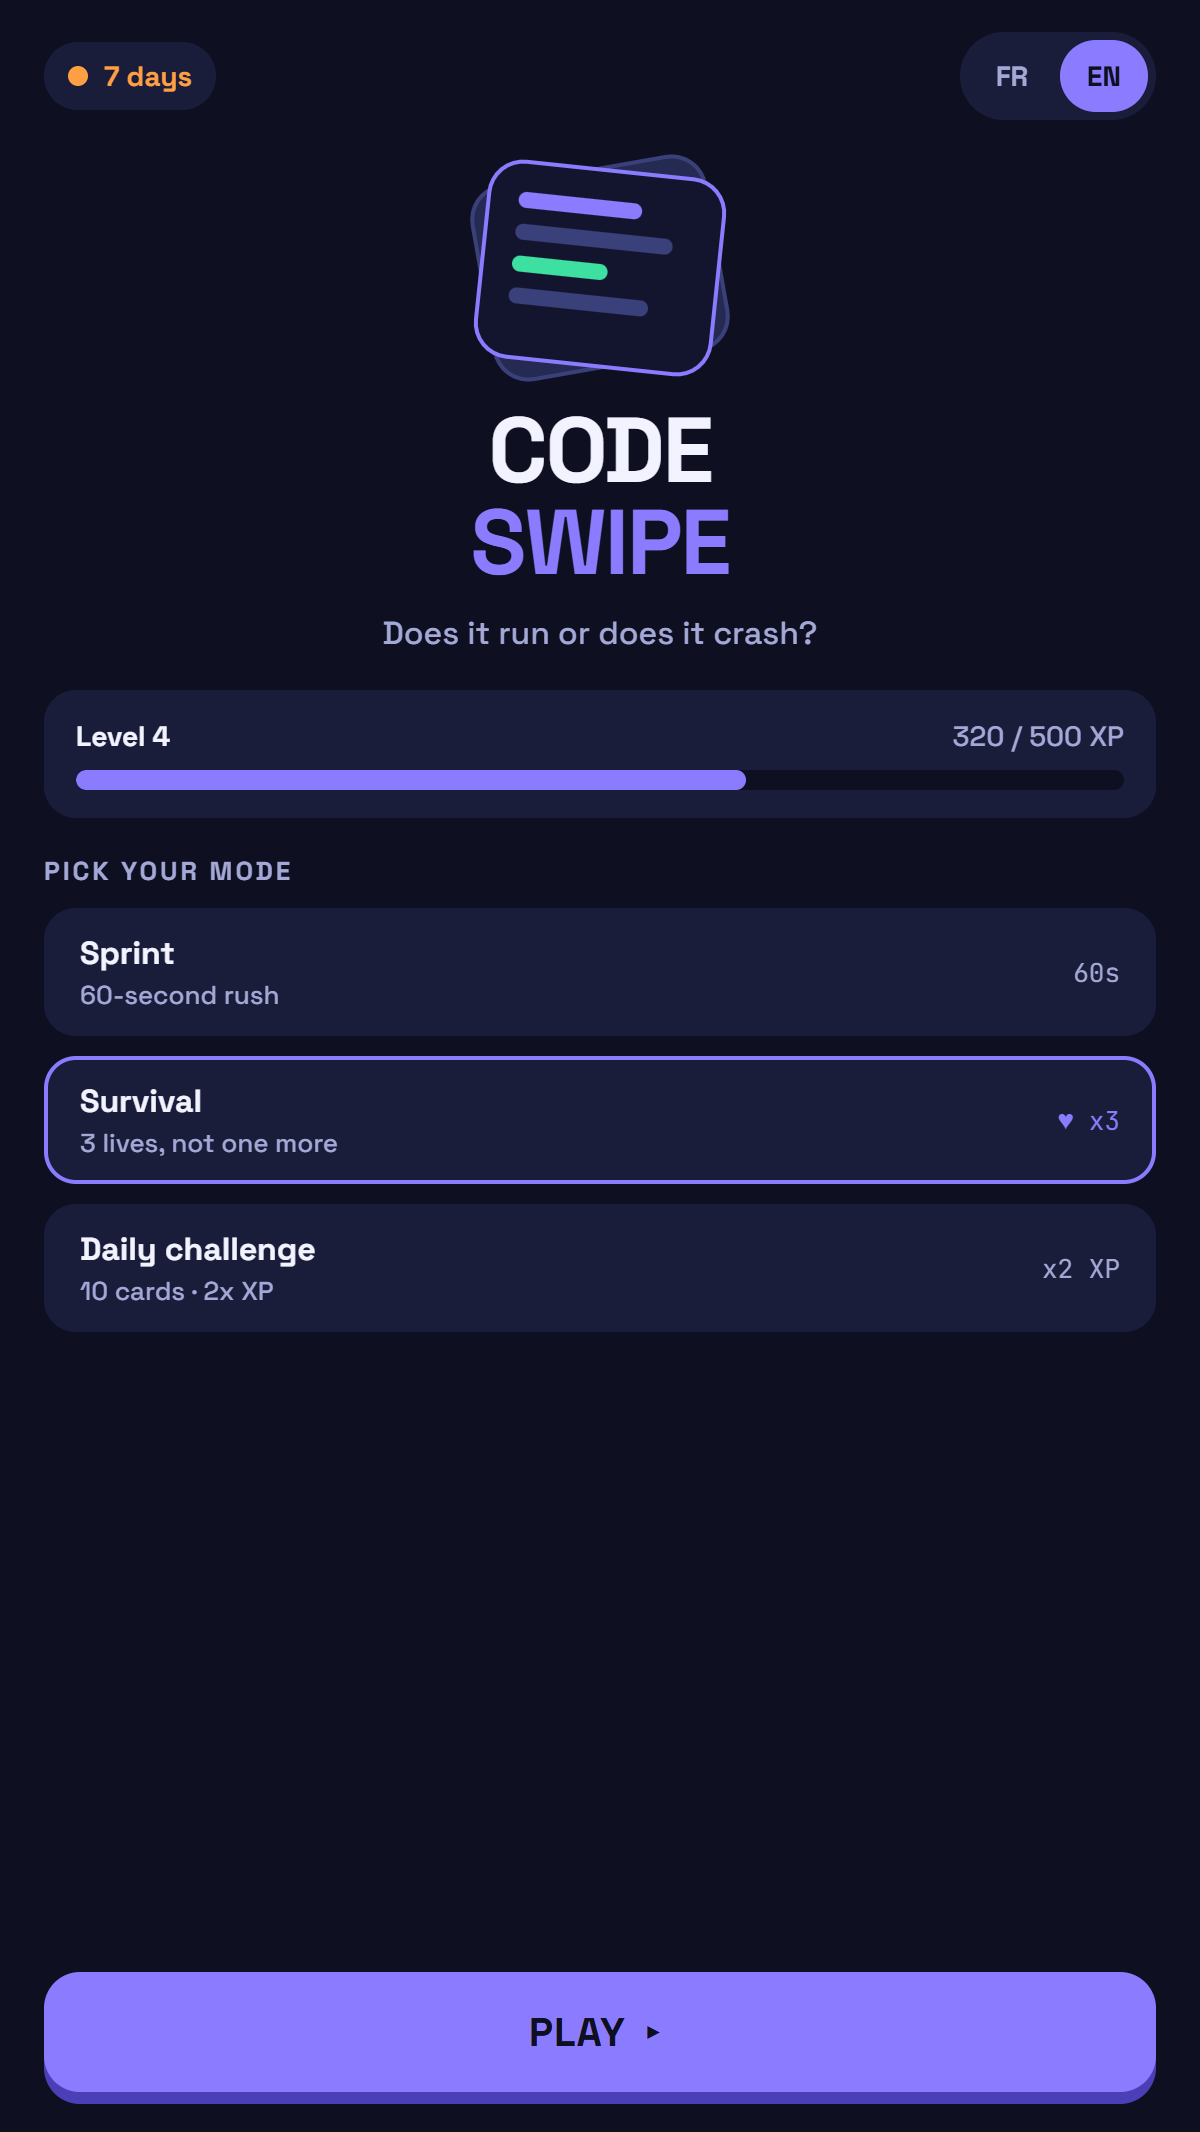 7 days
FR EN
CODE
SWIPE
Does it run or does it crash?
Level 4 320 / 500 XP
PICK YOUR MODE
Sprint
60-second rush
60s
Survival
3 lives, not one more
♥ x3
Daily challenge
10 cards · 2x XP
x2 XP
PLAY ▸